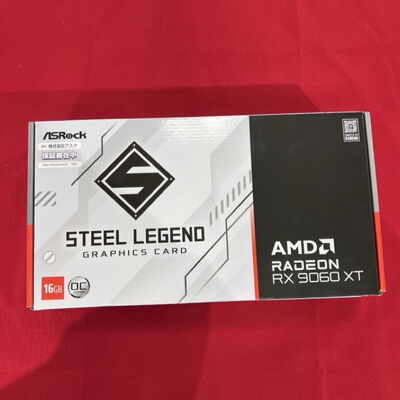 ASRock
株式会社アスク
保証書在中
S
STEEL LEGEND
GRAPHICS CARD
16GB
OC
AMD
RADEON
RX 9060 XT